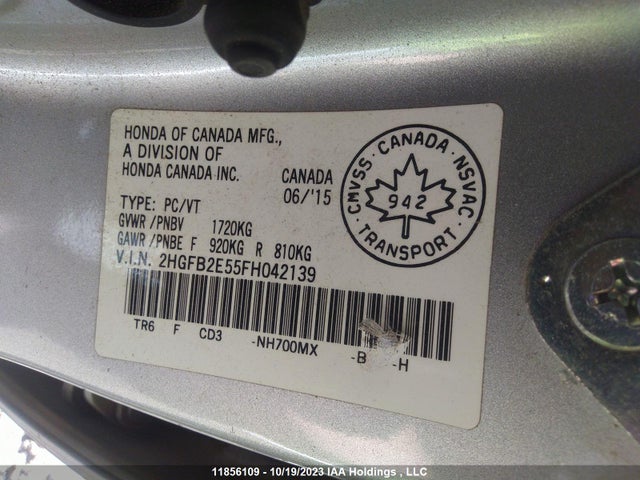 HONDA OF CANADA MFG.,
A DIVISION OF
HONDA CANADA INC. CANADA
06/'15
TYPE: PC/VT
GVWR/PNBV 1720KG
GAWR/PNBE F 920KG R 810KG
V.I.N. 2HGFB2E55FH042139
TR6 F CD3 -NH700MX -B -H
CMVSS · CANADA · NSVAC
942
· TRANSPORT ·
11856109 - 10/19/2023 IAA Holdings , LLC